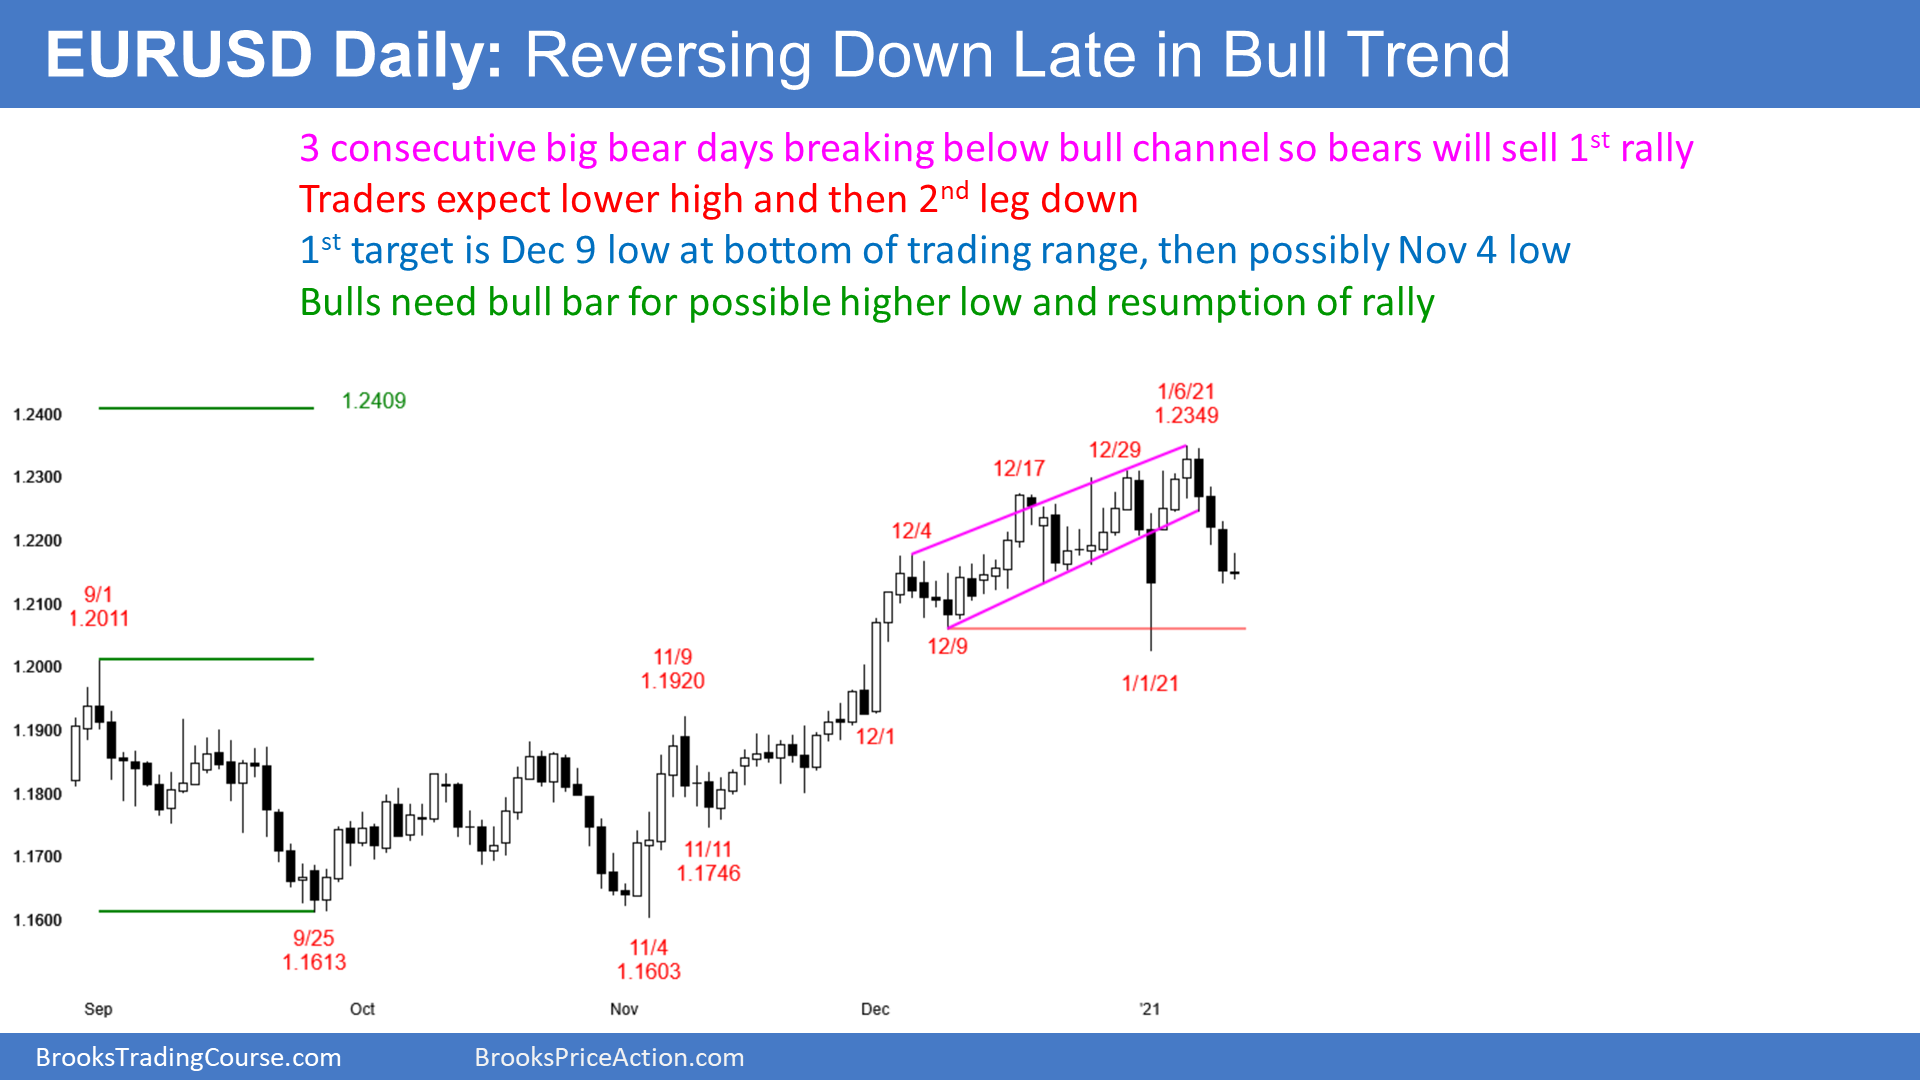 EURUSD Daily: Reversing Down Late in Bull Trend
3 consecutive big bear days breaking below bull channel so bears will sell 1st rally
Traders expect lower high and then 2nd leg down
1st target is Dec 9 low at bottom of trading range, then possibly Nov 4 low
Bulls need bull bar for possible higher low and resumption of rally
1.2400
1.2300
1.2200
1.2100
1.2000
1.1900
1.1800
1.1700
1.1600
1.2409
9/1
1.2011
9/25
1.1613
11/4
1.1603
11/9
1.1920
11/11
1.1746
12/1
12/4
12/9
12/17
12/29
1/1/21
1/6/21
1.2349
Sep
Oct
Nov
Dec
'21
BrooksTradingCourse.com
BrooksPriceAction.com